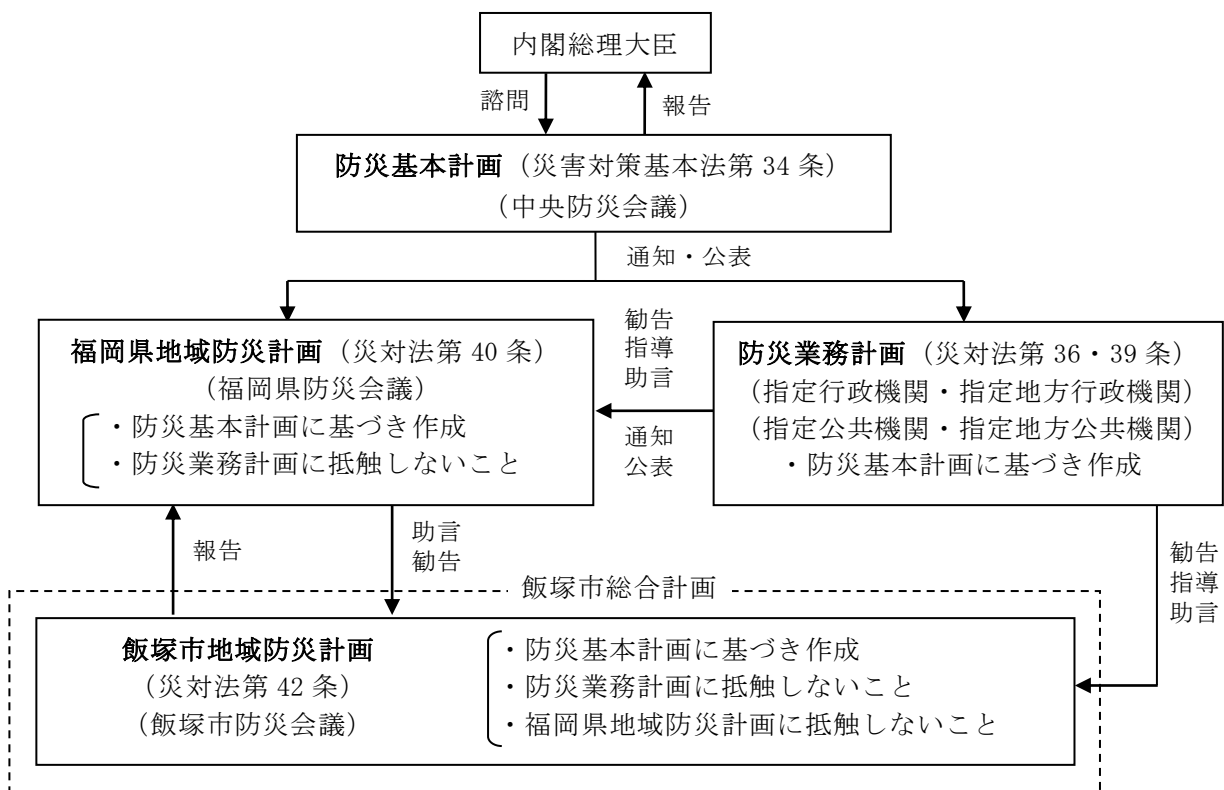 内閣総理大臣
諮問
報告
防災基本計画（災害対策基本法第 34 条）
（中央防災会議）
通知・公表
福岡県地域防災計画（災対法第 40 条）
（福岡県防災会議）
・防災基本計画に基づき作成
・防災業務計画に抵触しないこと
勧告
指導
助言
通知
公表
防災業務計画（災対法第 36・39 条）
（指定行政機関・指定地方行政機関）
（指定公共機関・指定地方公共機関）
・防災基本計画に基づき作成
報告
助言
勧告
勧告
指導
助言
飯塚市総合計画
飯塚市地域防災計画
（災対法第 42 条）
（飯塚市防災会議）
・防災基本計画に基づき作成
・防災業務計画に抵触しないこと
・福岡県地域防災計画に抵触しないこと